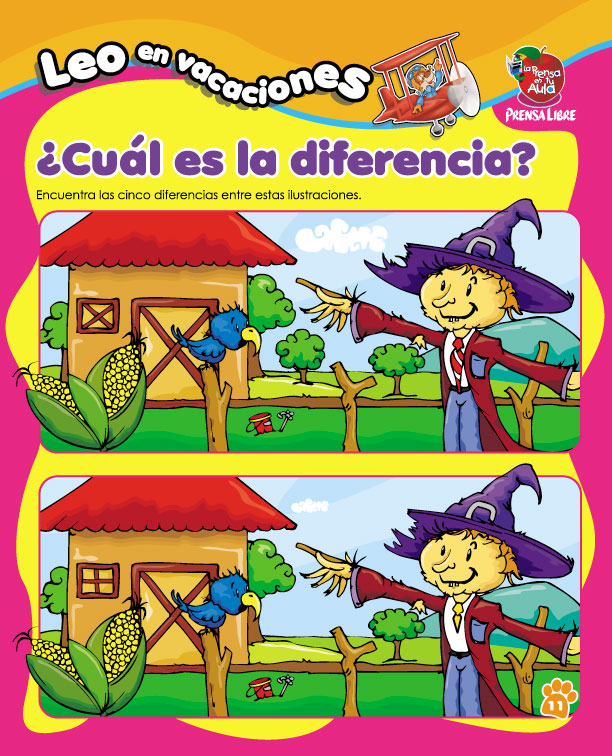 Leo en vacaciones
La Prensa
en Tu
Aula
PRENSA LIBRE
¿Cuál es la diferencia?
Encuentra las cinco diferencias entre estas ilustraciones.
11